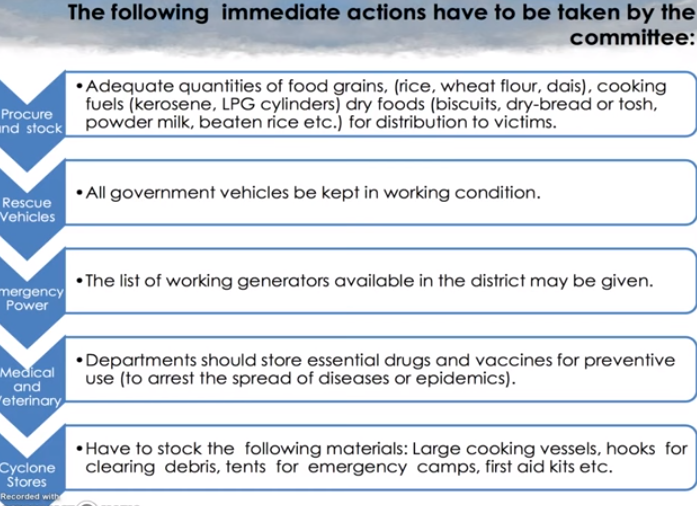 The following immediate actions have to be taken by the
committee:
Procure
and stock
•Adequate quantities of food grains, (rice, wheat flour, dais), cooking
fuels (kerosene, LPG cylinders) dry foods (biscuits, dry-bread or tosh,
powder milk, beaten rice etc.) for distribution to victims.
Rescue
Vehicles
•All government vehicles be kept in working condition.
mergency
Power
•The list of working generators available in the district may be given.
Medical
and
Veterinary
•Departments should store essential drugs and vaccines for preventive
use (to arrest the spread of diseases or epidemics).
Cyclone
Stores
•Have to stock the following materials: Large cooking vessels, hooks for
clearing debris, tents for emergency camps, first aid kits etc.
Recorded with